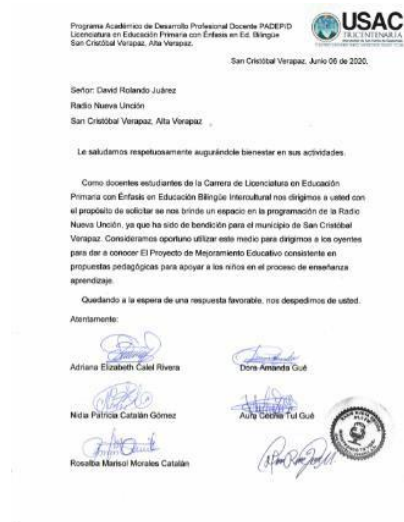 Programa Académico de Desarrollo Profesional Docente PADEP/D
Licenciatura en Educación Primaria con Énfasis en Ed. Bilingüe
San Cristóbal Verapaz, Alta Verapaz.
USAC
TRICENTENARIA
San Cristóbal Verapaz, Junio 06 de 2020.
Señor: David Rolando Juárez
Radio Nueva Unción
San Cristóbal Verapaz, Alta Verapaz
Le saludamos respetuosamente augurándole bienestar en sus actividades.
Como docentes estudiantes de la Carrera de Licenciatura en Educación
Primaria con Énfasis en Educación Bilingüe Intercultural nos dirigimos a usted con
el propósito de solicitar se nos brinde un espacio en la programación de la Radio
Nueva Unción, ya que ha sido de bendición para el municipio de San Cristóbal
Verapaz. Consideramos oportuno utilizar este medio para dirigirnos a los oyentes
para dar a conocer El Proyecto de Mejoramiento Educativo consistente en
propuestas pedagógicas para apoyar a los niños en el proceso de enseñanza
aprendizaje.
Quedando a la espera de una respuesta favorable, nos despedimos de usted.
Atentamente:
Adriana Elizabeth Calel Rivera
Dora Amanda Gué
Nidia Patricia Catalán Gómez
Aura Cecilia Tul Gué
Rosalba Marisol Morales Catalán